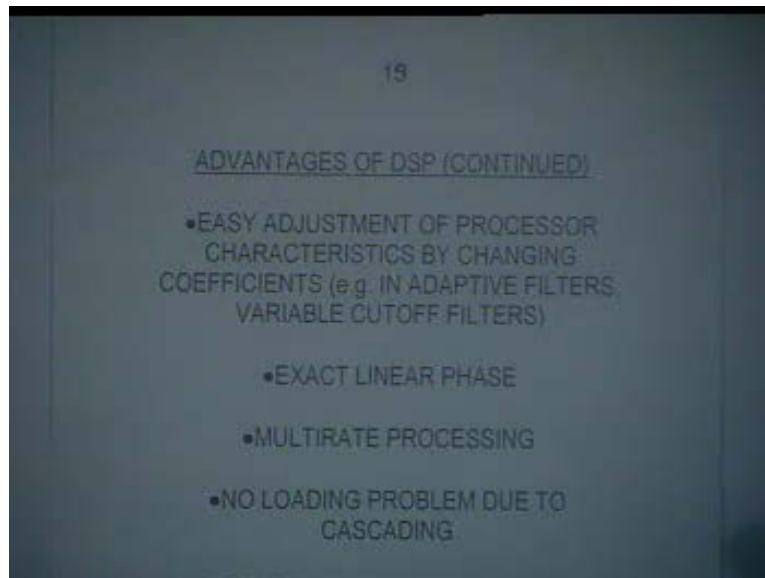 19
ADVANTAGES OF DSP (CONTINUED)
•EASY ADJUSTMENT OF PROCESSOR
CHARACTERISTICS BY CHANGING
COEFFICIENTS (e.g. IN ADAPTIVE FILTERS,
VARIABLE CUTOFF FILTERS)
•EXACT LINEAR PHASE
•MULTIRATE PROCESSING
•NO LOADING PROBLEM DUE TO
CASCADING